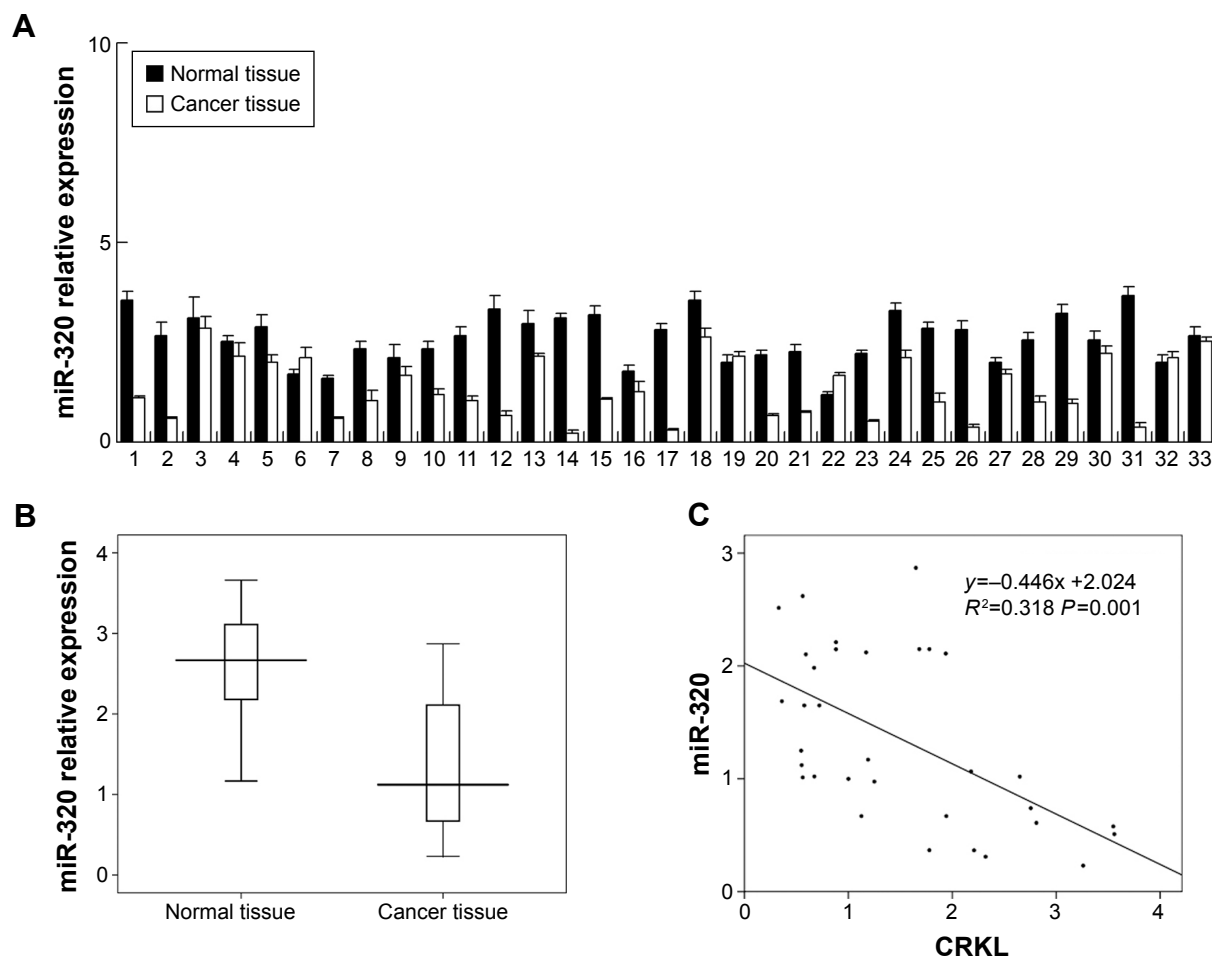 A
10
5
0
miR-320 relative expression
Normal tissue
Cancer tissue
1 2 3 4 5 6 7 8 9 10 11 12 13 14 15 16 17 18 19 20 21 22 23 24 25 26 27 28 29 30 31 32 33
B
4
3
2
1
0
miR-320 relative expression
Normal tissue Cancer tissue
C
3
2
1
0
miR-320
y=–0.446x +2.024
R²=0.318 P=0.001
0 1 2 3 4
CRKL